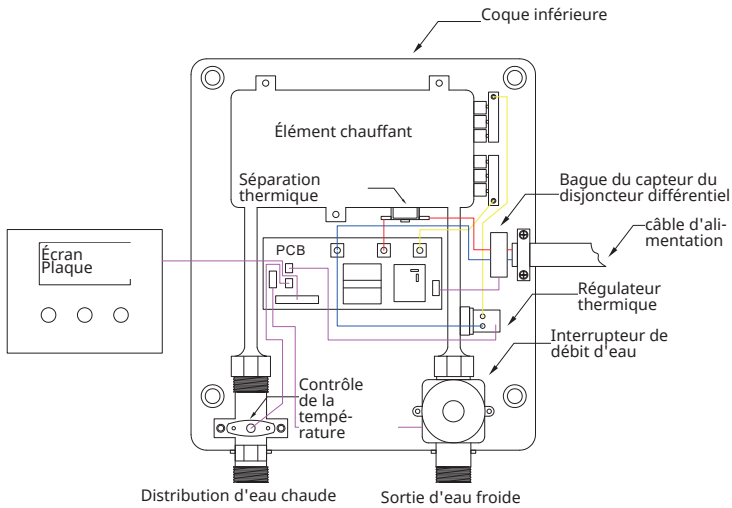 Coque inférieure
Élément chauffant
Séparation
thermique
Bague du capteur du
disjoncteur différentiel
câble d'ali-
mentation
PCB
Écran
Plaque
Régulateur
thermique
Interrupteur de
débit d'eau
Contrôle
de la
tempé-
rature
Distribution d'eau chaude
Sortie d'eau froide